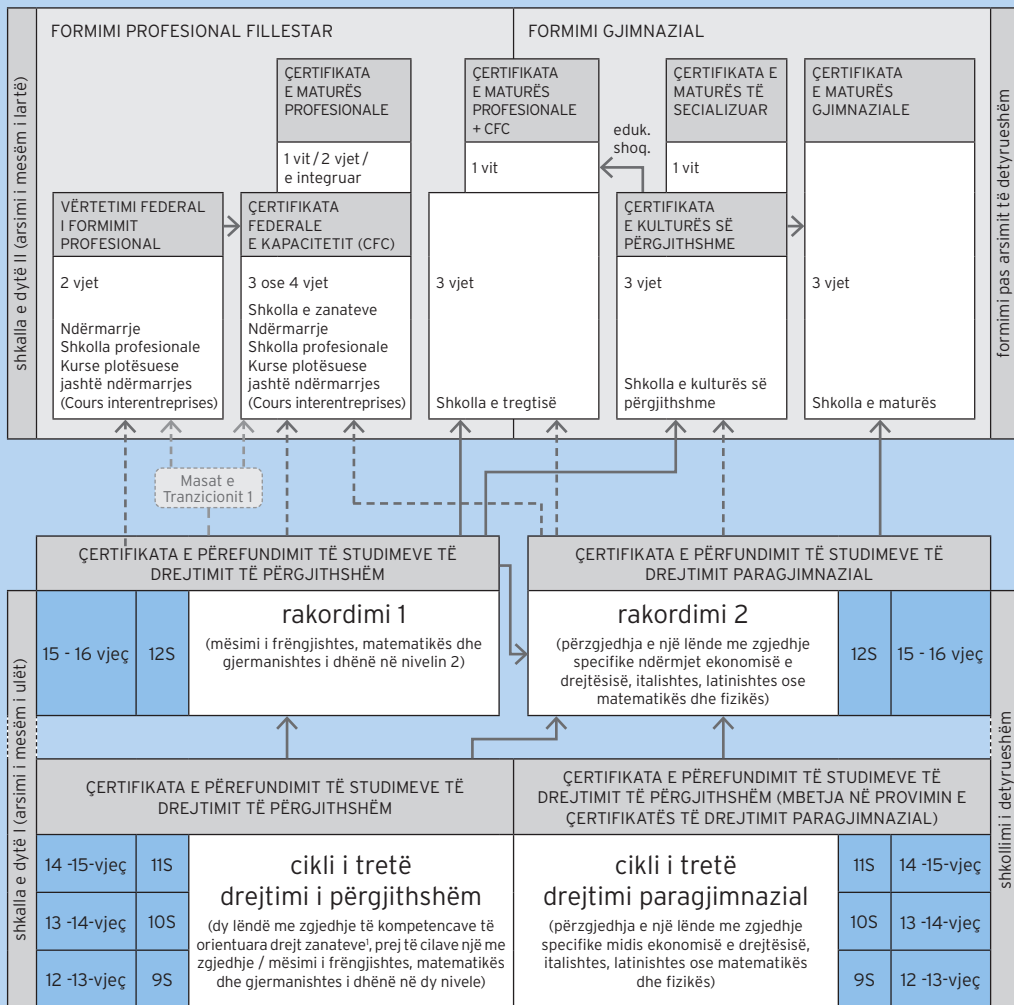 FORMIMI PROFESIONAL FILLESTAR
FORMIMI GJIMNAZIAL
shkalla e dytë II (arsimi i mesëm i lartë)
formimi pas arsimit të detyrueshëm
ÇERTIFIKATA
E MATURËS
PROFESIONALE
1 vit / 2 vjet /
e integruar
ÇERTIFIKATA
E MATURËS
PROFESIONALE
+ CFC
1 vit
eduk.
shoq.
ÇERTIFIKATA E
MATURËS TË
SECIALIZUAR
1 vit
ÇERTIFIKATA
E MATURËS
GJIMNAZIALE
VËRTETIMI FEDERAL
I FORMIMIT
PROFESIONAL
2 vjet
Ndërmarrje
Shkolla profesionale
Kurse plotësuese
jashtë ndërmarrjes
(Cours interentreprises)
ÇERTIFIKATA
FEDERALE
E KAPACITETIT (CFC)
3 ose 4 vjet
Shkolla e zanateve
Ndërmarrje
Shkolla profesionale
Kurse plotësuese
jashtë ndërmarrjes
(Cours interentreprises)
3 vjet
Shkolla e tregtisë
ÇERTIFIKATA
E KULTURËS SË
PËRGJITHSHME
3 vjet
Shkolla e kulturës së
përgjithshme
3 vjet
Shkolla e maturës
Masat e
Tranzicionit 1
ÇERTIFIKATA E PËREFUNDIMIT TË STUDIMEVE TË
DREJTIMIT TË PËRGJITHSHËM
ÇERTIFIKATA E PËRFUNDIMIT TË STUDIMEVE TË
DREJTIMIT PARAGJIMNAZIAL
shkalla e dytë I (arsimi i mesëm i ulët)
shkollimi i detyrueshëm
15 - 16 vjeç
12S
rakordimi 1
(mësimi i frëngjishtes, matematikës dhe
gjermanishtes i dhënë në nivelin 2)
rakordimi 2
(përzgjedhja e një lënde me zgjedhje
specifike ndërmjet ekonomisë e
drejtësisë, italishtes, latinishtes ose
matematikës dhe fizikës)
12S
15 - 16 vjeç
ÇERTIFIKATA E PËREFUNDIMIT TË STUDIMEVE TË
DREJTIMIT TË PËRGJITHSHËM
ÇERTIFIKATA E PËREFUNDIMIT TË STUDIMEVE TË
DREJTIMIT TË PËRGJITHSHËM (MBETJA NË PROVIMIN E
ÇERTIFIKATËS TË DREJTIMIT PARAGJIMNAZIAL)
14 -15-vjeç
11S
13 -14-vjeç
10S
12 -13-vjeç
9S
cikli i tretë
drejtimi i përgjithshëm
(dy lëndë me zgjedhje të kompetencave të
orientuara drejt zanateve¹, prej të cilave një me
zgjedhje / mësimi i frëngjishtes, matematikës
dhe gjermanishtes i dhënë në dy nivele)
cikli i tretë
drejtimi paragjimnazial
(përzgjedhja e një lënde me zgjedhje
specifike midis ekonomisë e drejtësisë,
italishtes, latinishtes ose matematikës
dhe fizikës)
11S
14 -15-vjeç
10S
13 -14-vjeç
9S
12 -13-vjeç